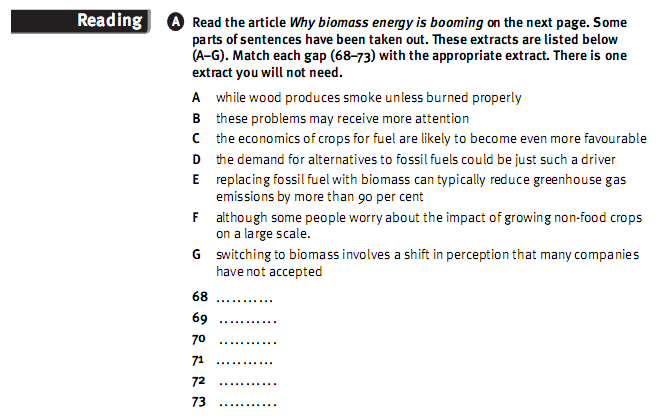 Reading
A Read the article Why biomass energy is booming on the next page. Some
parts of sentences have been taken out. These extracts are listed below
(A–G). Match each gap (68–73) with the appropriate extract. There is one
extract you will not need.
A while wood produces smoke unless burned properly
B these problems may receive more attention
C the economics of crops for fuel are likely to become even more favourable
D the demand for alternatives to fossil fuels could be just such a driver
E replacing fossil fuel with biomass can typically reduce greenhouse gas
emissions by more than 90 per cent
F although some people worry about the impact of growing non-food crops
on a large scale.
G switching to biomass involves a shift in perception that many companies
have not accepted
68 ...........
69 ...........
70 ...........
71 ...........
72 ...........
73 ...........